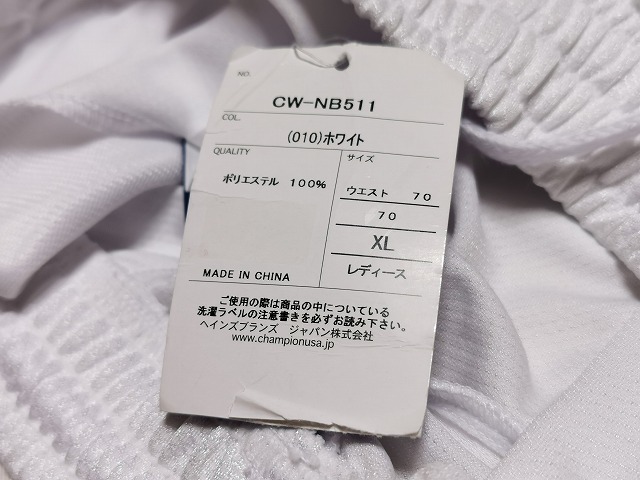 NO.
CW-NB511
COL.
(010)ホワイト
QUALITY
ポリエステル 100%
サイズ
ウエスト 70
70
XL
レディース
MADE IN CHINA
ご使用の際は商品の中についている
洗濯ラベルの注意書きを必ずお読み下さい。
ヘインズブランズ ジャパン株式会社
www.championusa.jp